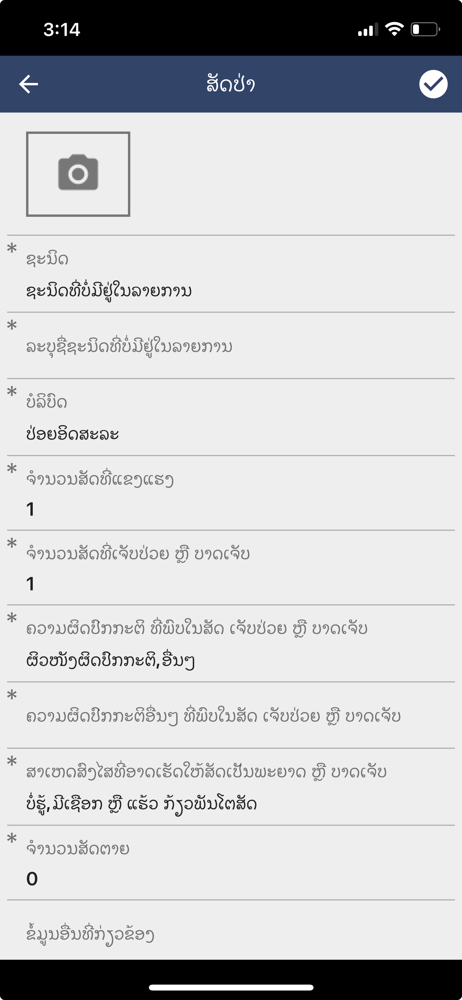 3:14
ສັດປ່າ
*
ຊະນິດ
ຊະນິດທີ່ບໍ່ມີຢູ່ໃນລາຍການ
*
ລະບຸຊື່ຊະນິດທີ່ບໍ່ມີຢູ່ໃນລາຍການ
*
ບໍລິບົດ
ປ່ອຍອິດສະລະ
*
ຈໍານວນສັດທີ່ແຂງແຮງ
1
*
ຈໍານວນສັດທີ່ເຈັບປ່ວຍ ຫຼື ບາດເຈັບ
1
*
ຄວາມຜິດປົກກະຕິ ທີ່ພົບໃນສັດ ເຈັບປ່ວຍ ຫຼື ບາດເຈັບ
ຜິວໜັງຜິດປົກກະຕິ,ອື່ນໆ
*
ຄວາມຜິດປົກກະຕິອື່ນໆ ທີ່ພົບໃນສັດ ເຈັບປ່ວຍ ຫຼື ບາດເຈັບ
*
ສາເຫດສົງໄສທີ່ອາດເຮັດໃຫ້ສັດເປັນພະຍາດ ຫຼື ບາດເຈັບ
ບໍ່ຮູ້,ມີເຊືອກ ຫຼື ແຮ້ວ ກ້ຽວພັນໂຕສັດ
*
ຈໍານວນສັດຕາຍ
0
ຂໍ້ມູນອື່ນທີ່ກ່ຽວຂ້ອງ